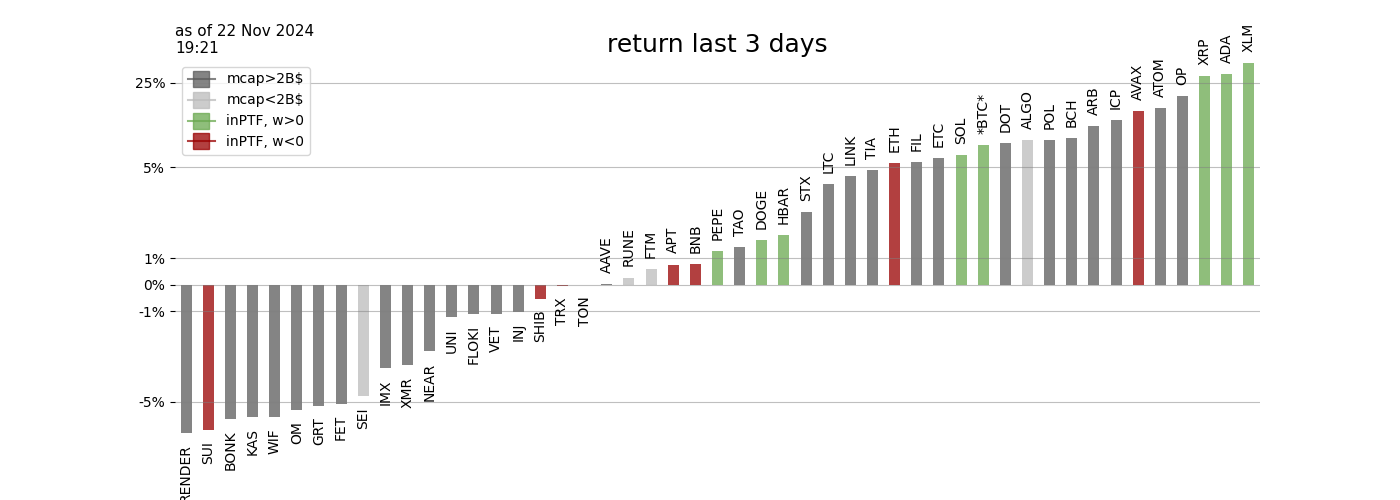 as of 22 Nov 2024
19:21
return last 3 days
mcap>2B$
mcap<2B$
inPTF, w>0
inPTF, w<0
25%
5%
1%
0%
-1%
-5%
RENDER
SUI
BONK
KAS
WIF
OM
GRT
FET
SEI
IMX
XMR
NEAR
UNI
FLOKI
VET
INJ
SHIB
TRX
TON
AAVE
RUNE
FTM
APT
BNB
PEPE
TAO
DOGE
HBAR
STX
LTC
LINK
TIA
ETH
FIL
ETC
SOL
*BTC*
DOT
ALGO
POL
BCH
ARB
ICP
AVAX
ATOM
OP
XRP
ADA
XLM